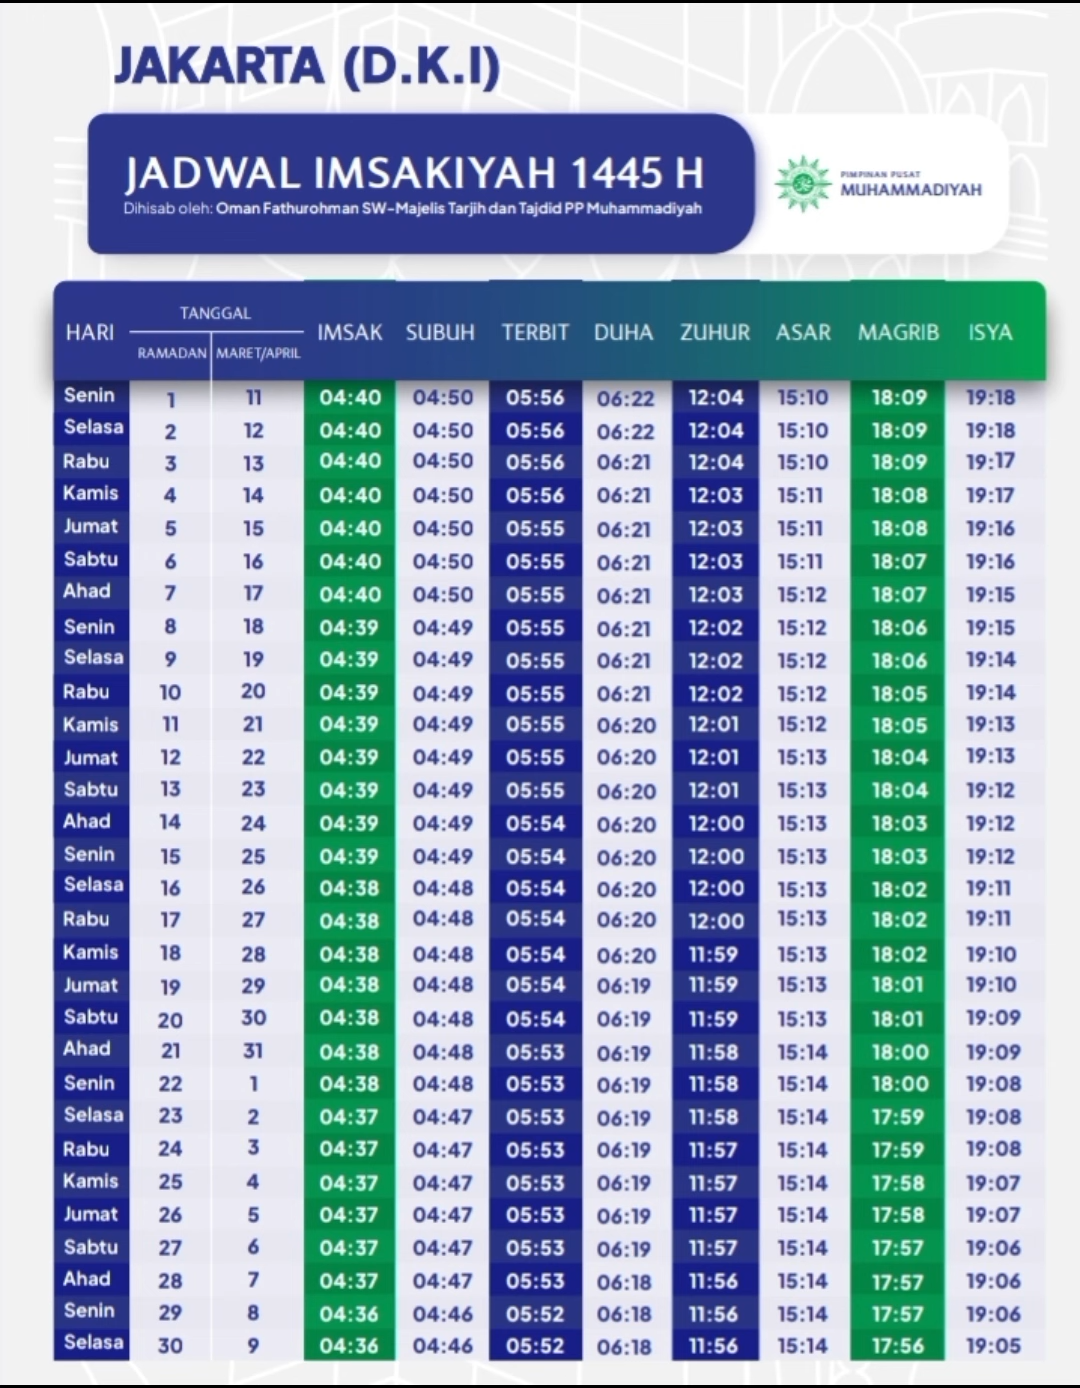 JAKARTA (D.K.I)
JADWAL IMSAKIYAH 1445 H
Dihisab oleh: Oman Fathurohman SW-Majelis Tarjih dan Tajdid PP Muhammadiyah
PIMPINAN PUSAT
MUHAMMADIYAH
HARI TANGGAL IMSAK SUBUH TERBIT DUHA ZUHUR ASAR MAGRIB ISYA
RAMADAN MARET/APRIL
Senin 1 11 04:40 04:50 05:56 06:22 12:04 15:10 18:09 19:18
Selasa 2 12 04:40 04:50 05:56 06:22 12:04 15:10 18:09 19:18
Rabu 3 13 04:40 04:50 05:56 06:21 12:04 15:10 18:09 19:17
Kamis 4 14 04:40 04:50 05:56 06:21 12:03 15:11 18:08 19:17
Jumat 5 15 04:40 04:50 05:55 06:21 12:03 15:11 18:08 19:16
Sabtu 6 16 04:40 04:50 05:55 06:21 12:03 15:11 18:07 19:16
Ahad 7 17 04:40 04:50 05:55 06:21 12:03 15:12 18:07 19:15
Senin 8 18 04:39 04:49 05:55 06:21 12:02 15:12 18:06 19:15
Selasa 9 19 04:39 04:49 05:55 06:21 12:02 15:12 18:06 19:14
Rabu 10 20 04:39 04:49 05:55 06:21 12:02 15:12 18:05 19:14
Kamis 11 21 04:39 04:49 05:55 06:20 12:01 15:12 18:05 19:13
Jumat 12 22 04:39 04:49 05:55 06:20 12:01 15:13 18:04 19:13
Sabtu 13 23 04:39 04:49 05:55 06:20 12:01 15:13 18:04 19:12
Ahad 14 24 04:39 04:49 05:54 06:20 12:00 15:13 18:03 19:12
Senin 15 25 04:39 04:49 05:54 06:20 12:00 15:13 18:03 19:12
Selasa 16 26 04:38 04:48 05:54 06:20 12:00 15:13 18:02 19:11
Rabu 17 27 04:38 04:48 05:54 06:20 12:00 15:13 18:02 19:11
Kamis 18 28 04:38 04:48 05:54 06:20 11:59 15:13 18:02 19:10
Jumat 19 29 04:38 04:48 05:54 06:19 11:59 15:13 18:01 19:10
Sabtu 20 30 04:38 04:48 05:54 06:19 11:59 15:13 18:01 19:09
Ahad 21 31 04:38 04:48 05:53 06:19 11:58 15:14 18:00 19:09
Senin 22 1 04:38 04:48 05:53 06:19 11:58 15:14 18:00 19:08
Selasa 23 2 04:37 04:47 05:53 06:19 11:58 15:14 17:59 19:08
Rabu 24 3 04:37 04:47 05:53 06:19 11:57 15:14 17:59 19:08
Kamis 25 4 04:37 04:47 05:53 06:19 11:57 15:14 17:58 19:07
Jumat 26 5 04:37 04:47 05:53 06:19 11:57 15:14 17:58 19:07
Sabtu 27 6 04:37 04:47 05:53 06:19 11:57 15:14 17:57 19:06
Ahad 28 7 04:37 04:47 05:53 06:18 11:56 15:14 17:57 19:06
Senin 29 8 04:36 04:46 05:52 06:18 11:56 15:14 17:57 19:06
Selasa 30 9 04:36 04:46 05:52 06:18 11:56 15:14 17:56 19:05